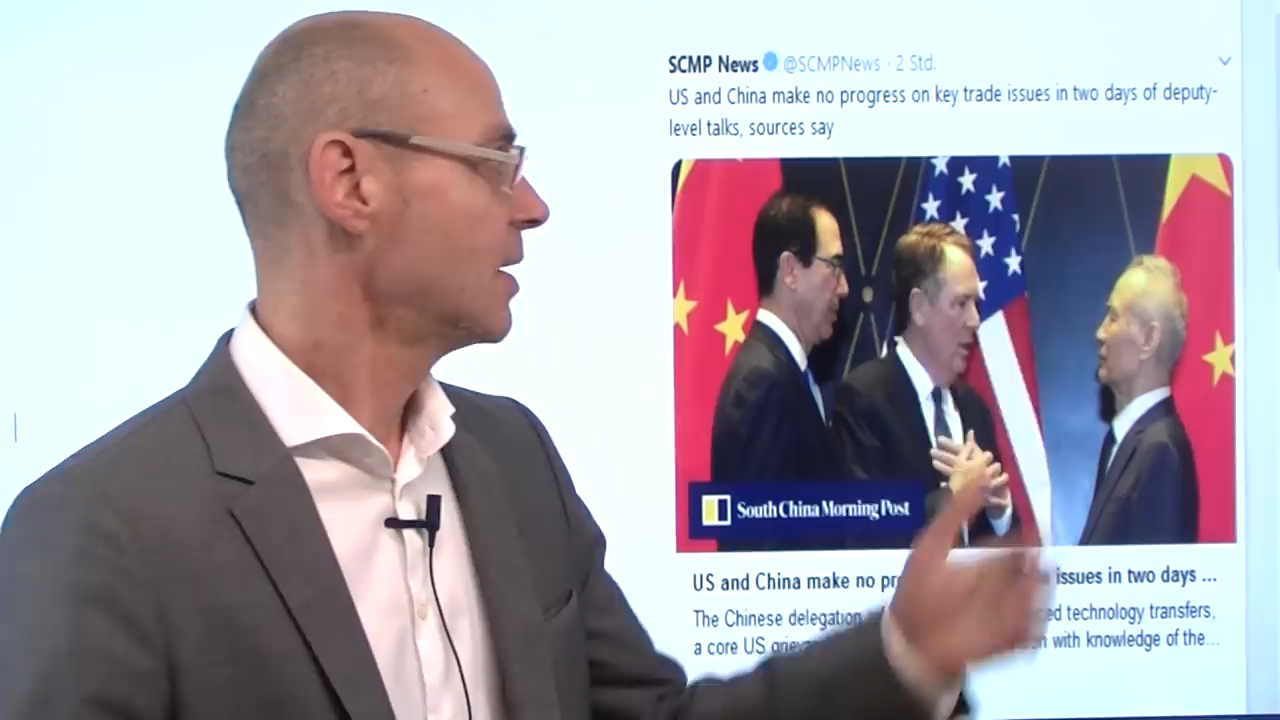 SCMP News @SCMPNews · 2 Std.
US and China make no progress on key trade issues in two days of deputy-
level talks, sources say
South China Morning Post
US and China make no pr issues in two days ...
The Chinese delegation technology transfers,
a core US with knowledge of the...